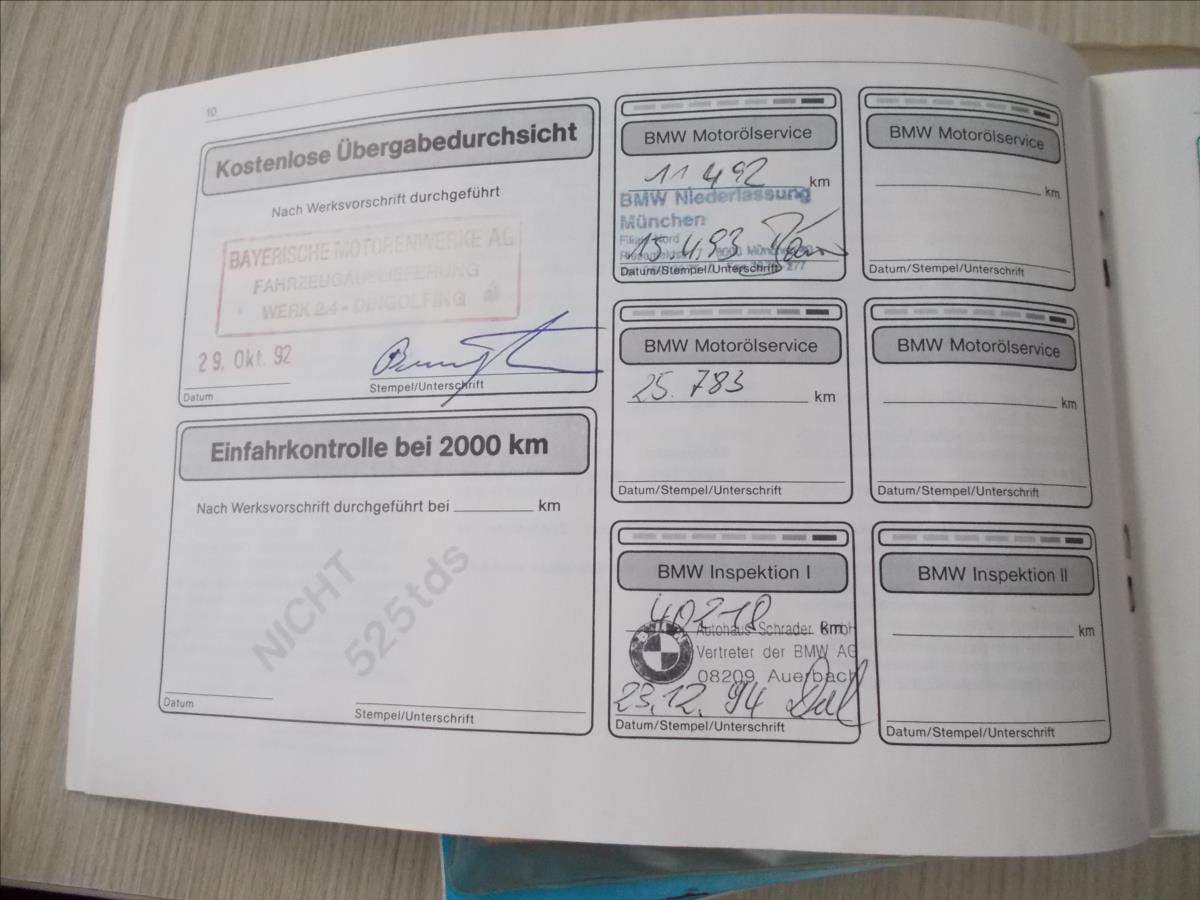 10
Kostenlose Übergabedurchsicht
Nach Werksvorschrift durchgeführt
BAYERISCHE MOTORENWERKE AG
FAHRZEUGAUSLIEFERUNG
WERK 2.4 - DINGOLFING
29. Okt. 92
Datum
Stempel/Unterschrift
Einfahrkontrolle bei 2000 km
Nach Werksvorschrift durchgeführt bei km
NICHT
525tds
Datum
Stempel/Unterschrift
BMW Motorölservice
11 492 km
BMW Niederlassung
München
13.4.93
Datum/Stempel/Unterschrift
BMW Motorölservice
25.783 km
Datum/Stempel/Unterschrift
BMW Inspektion I
40218 km
Autohaus Schrader GmbH
Vertreter der BMW AG
08209 Auerbach
23.12.94
Datum/Stempel/Unterschrift
BMW Motorölservice
km
Datum/Stempel/Unterschrift
BMW Motorölservice
km
Datum/Stempel/Unterschrift
BMW Inspektion II
km
Datum/Stempel/Unterschrift